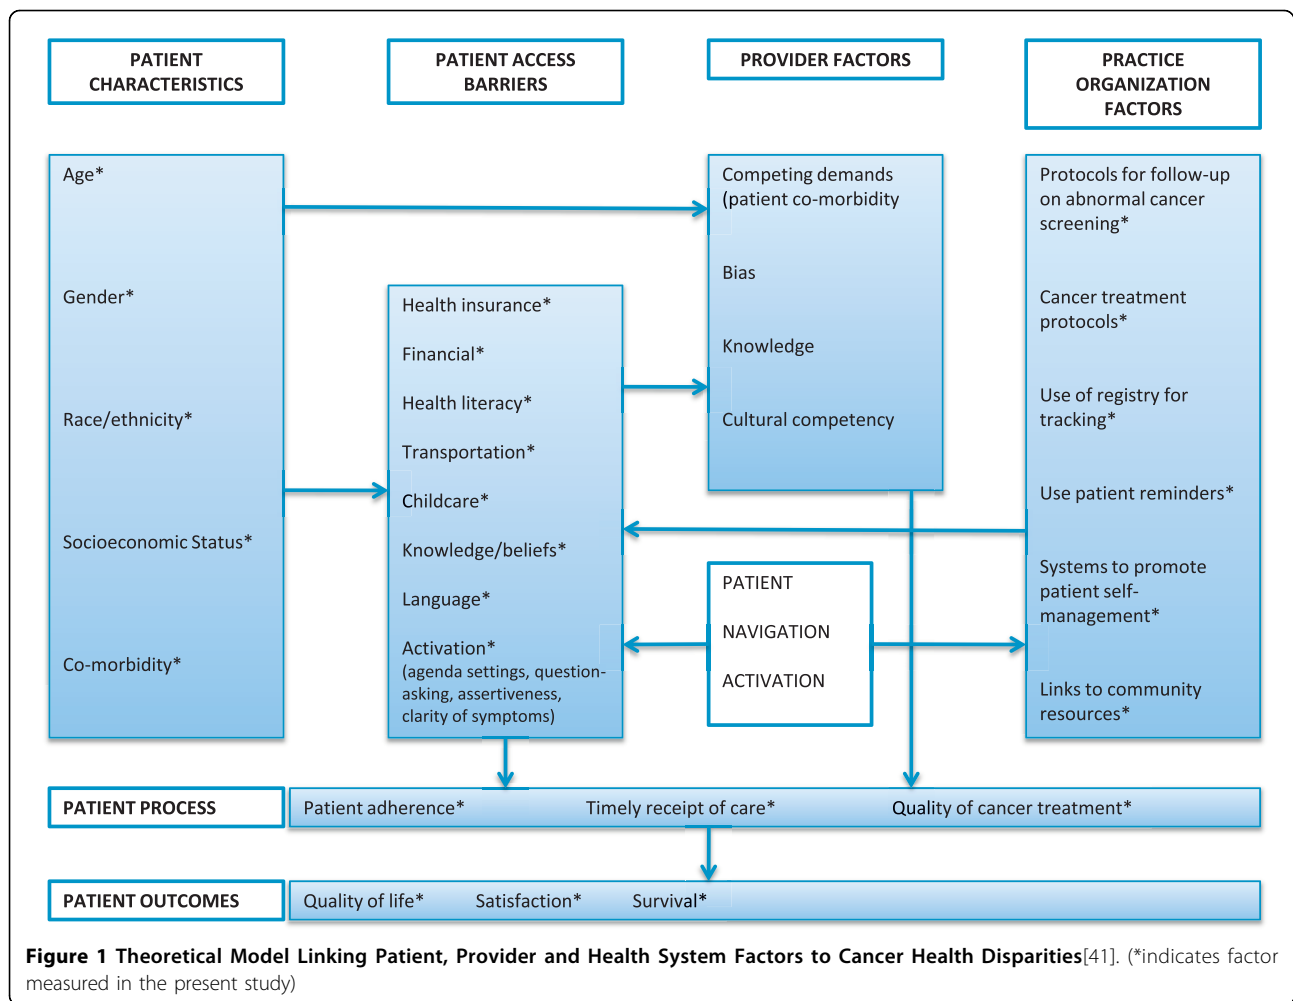 PATIENT
CHARACTERISTICS
PATIENT ACCESS
BARRIERS
PROVIDER FACTORS
PRACTICE
ORGANIZATION
FACTORS
Age*
Gender*
Race/ethnicity*
Socioeconomic Status*
Co-morbidity*
Health insurance*
Financial*
Health literacy*
Transportation*
Childcare*
Knowledge/beliefs*
Language*
Activation*
(agenda settings, question-
asking, assertiveness,
clarity of symptoms)
Competing demands
(patient co-morbidity
Bias
Knowledge
Cultural competency
PATIENT
NAVIGATION
ACTIVATION
Protocols for follow-up
on abnormal cancer
screening*
Cancer treatment
protocols*
Use of registry for
tracking*
Use patient reminders*
Systems to promote
patient self-
management*
Links to community
resources*
PATIENT PROCESS
Patient adherence* Timely receipt of care* Quality of cancer treatment*
PATIENT OUTCOMES
Quality of life* Satisfaction* Survival*
Figure 1 Theoretical Model Linking Patient, Provider and Health System Factors to Cancer Health Disparities[41]. (*indicates factor
measured in the present study)